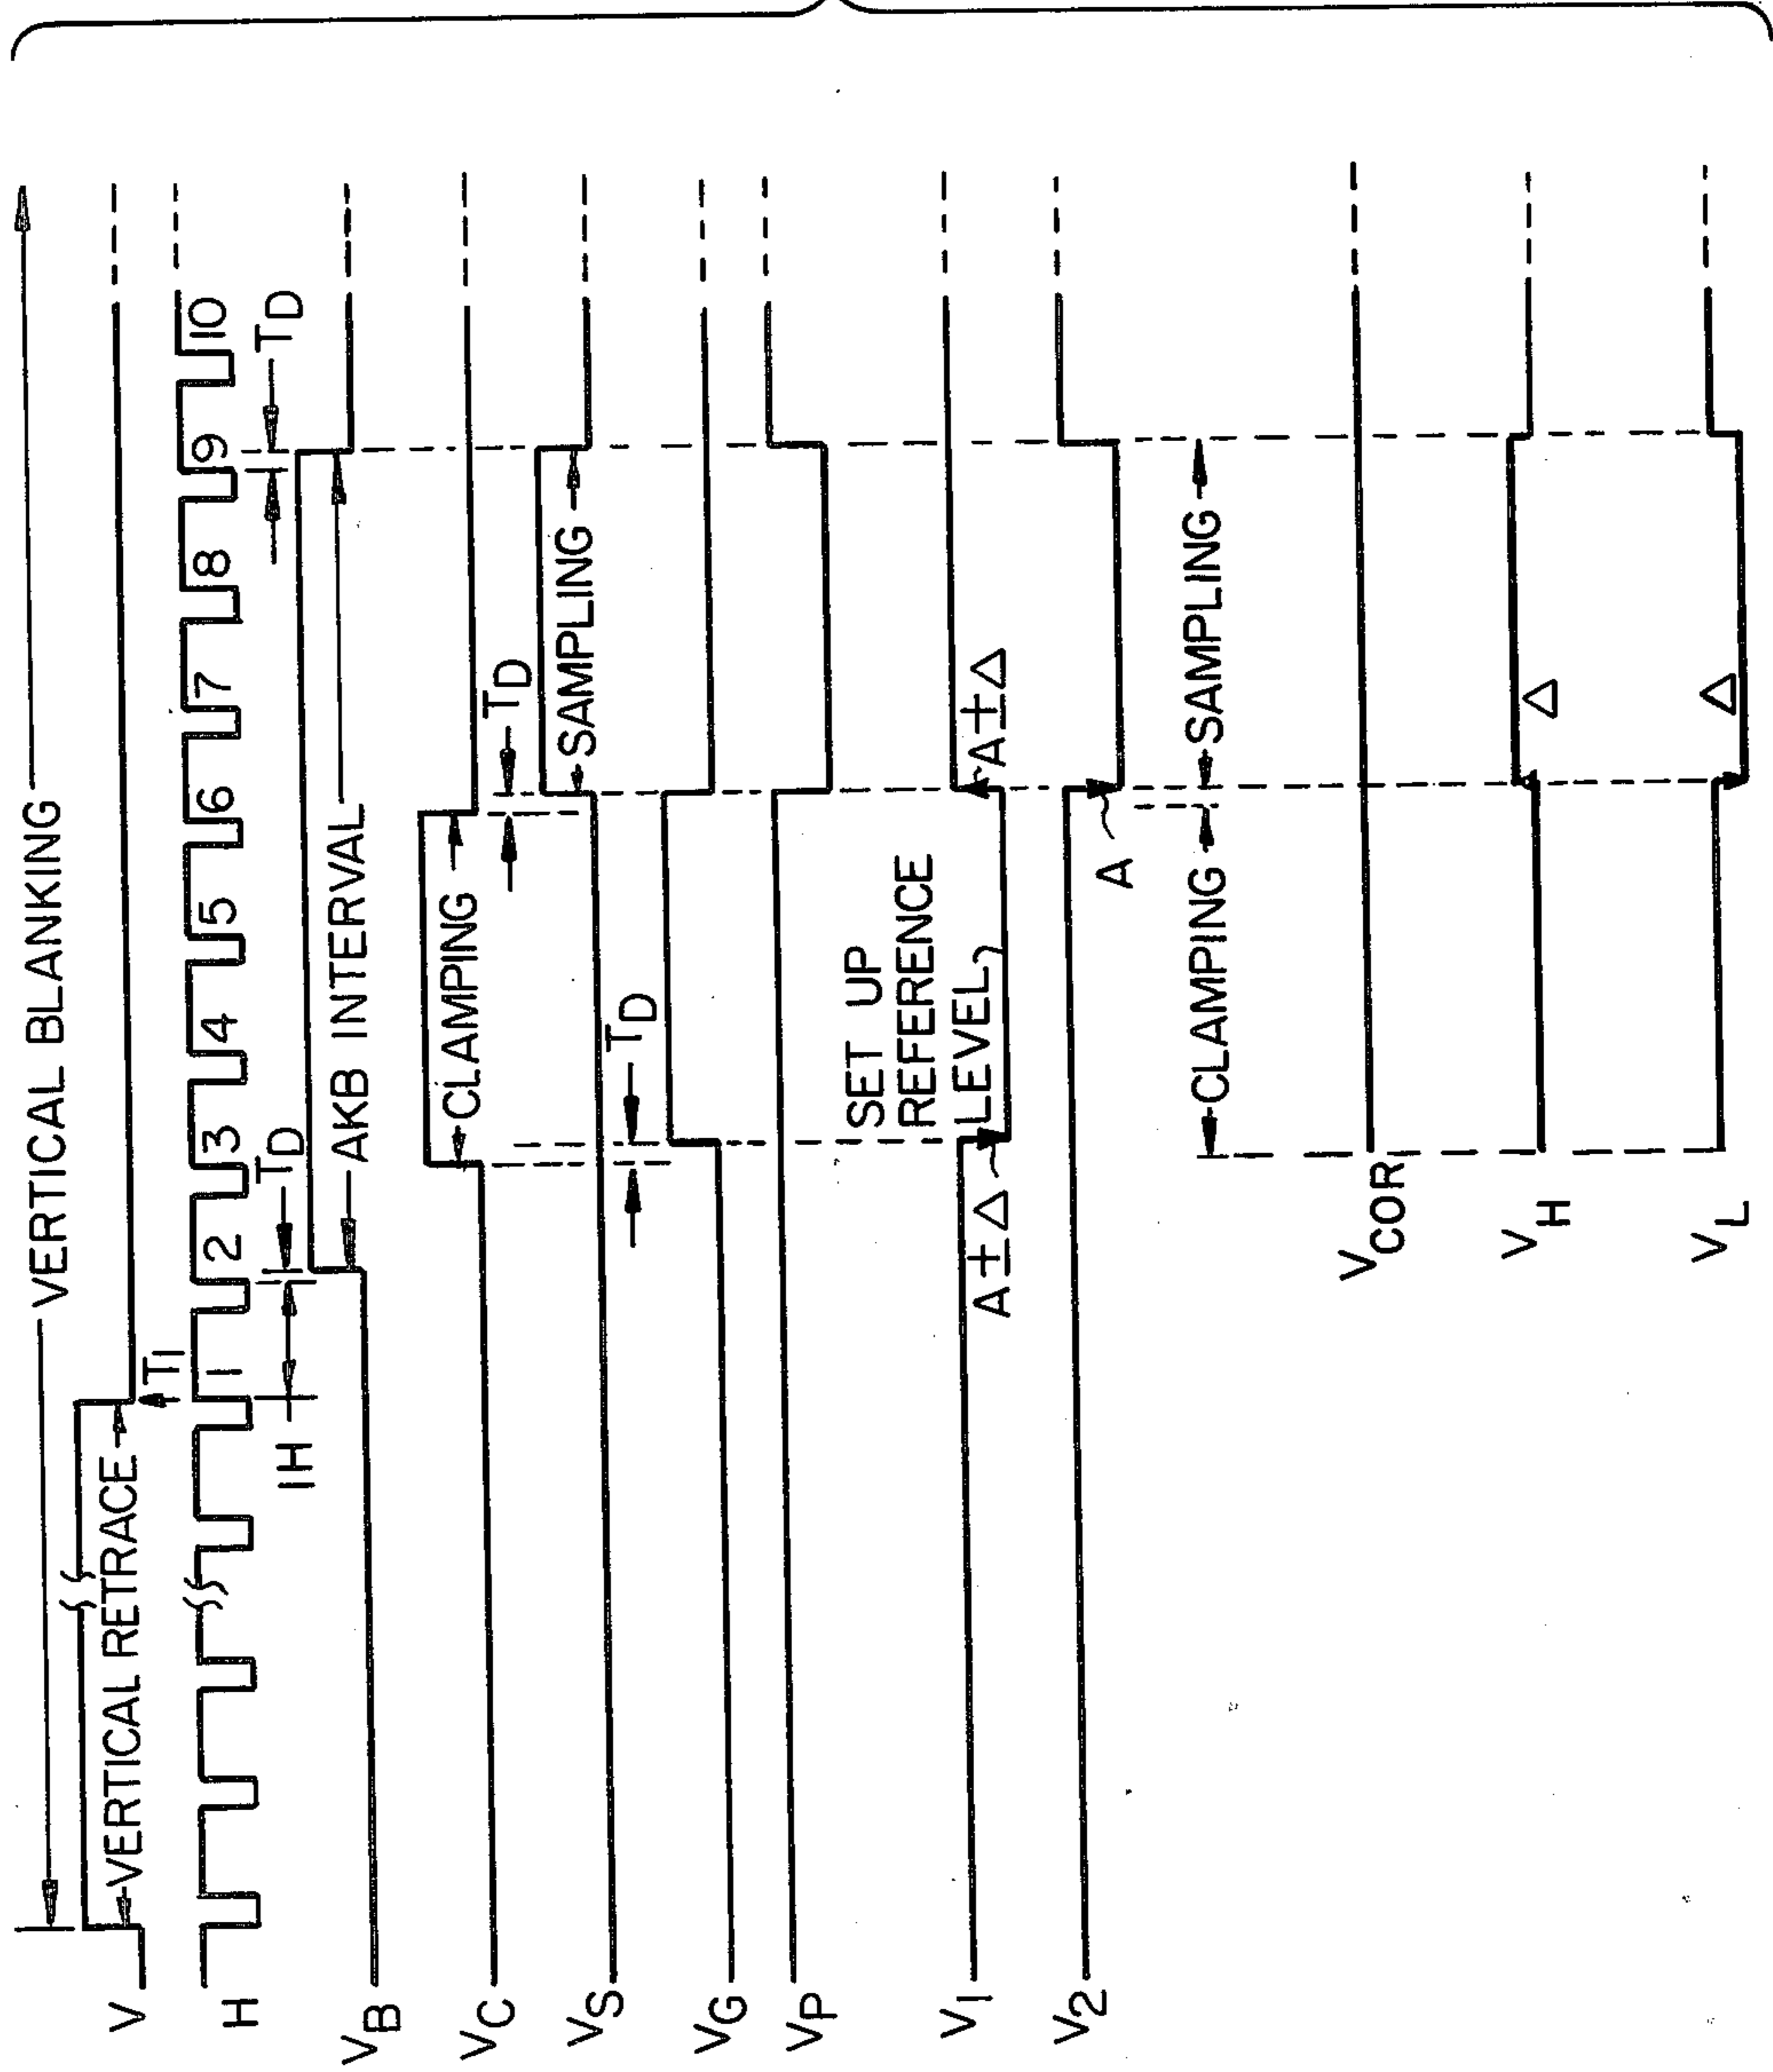 VERTICAL BLANKING
V
VERTICAL RETRACE
T1
H
1 2 3 4 5 6 7 8 9 10
1H
TD
TD
VB
AKB INTERVAL
VC
CLAMPING
TD
VS
SAMPLING
TD
VG
VP
SET UP
REFERENCE
LEVEL
V1
A±△
A±△
V2
A
CLAMPING
SAMPLING
VCOR
VH
△
VL
△